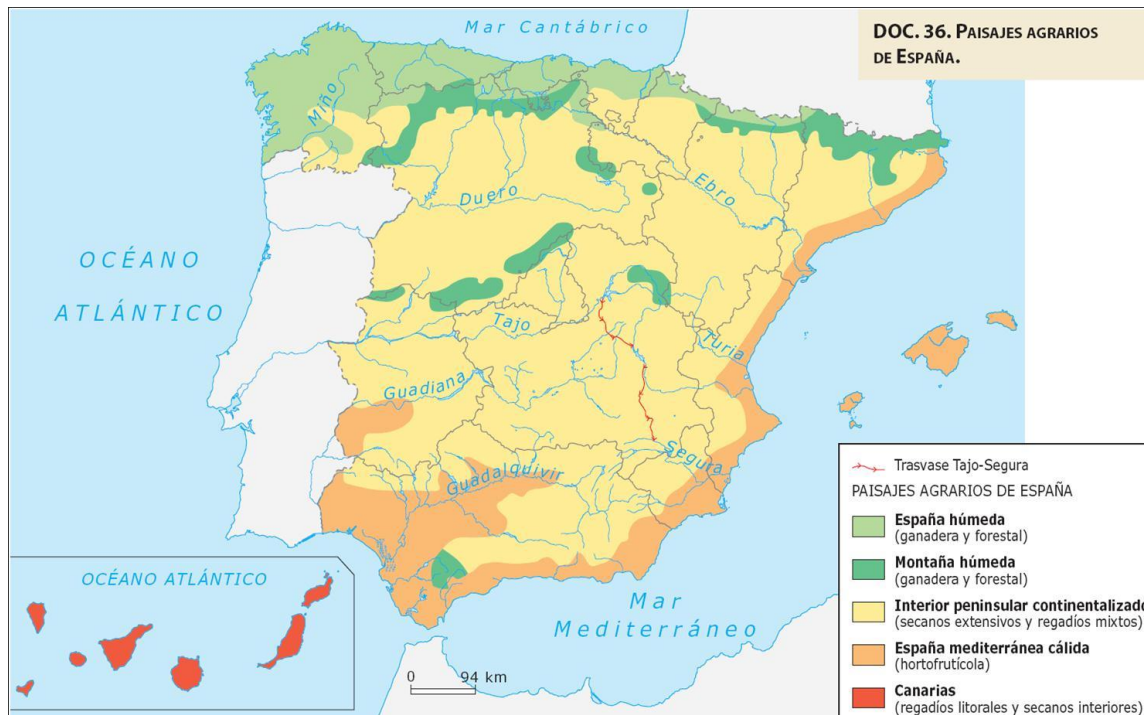 DOC. 36. PAISAJES AGRARIOS
DE ESPAÑA.
Mar Cantábrico
Miño
Duero
Ebro
OCÉANO
ATLÁNTICO
Tajo
Turia
Guadiana
Segura
Guadalquivir
Mar
Mediterráneo
OCÉANO ATLÁNTICO
0 94 km
Trasvase Tajo-Segura
PAISAJES AGRARIOS DE ESPAÑA
España húmeda
(ganadera y forestal)
Montaña húmeda
(ganadera y forestal)
Interior peninsular continentalizado
(secanos extensivos y regadíos mixtos)
España mediterránea cálida
(hortofrutícola)
Canarias
(regadíos litorales y secanos interiores)